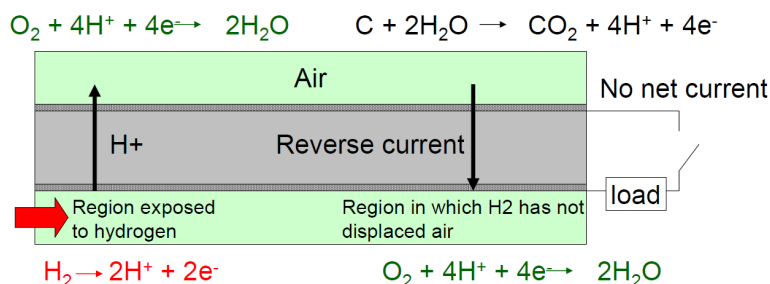 O₂ + 4H⁺ + 4e⁻→ 2H₂O C + 2H₂O → CO₂ + 4H⁺ + 4e⁻
Air
No net current
H+ Reverse current
load
Region exposed Region in which H2 has not
to hydrogen displaced air
H₂→ 2H⁺ + 2e⁻ O₂ + 4H⁺ + 4e⁻→ 2H₂O